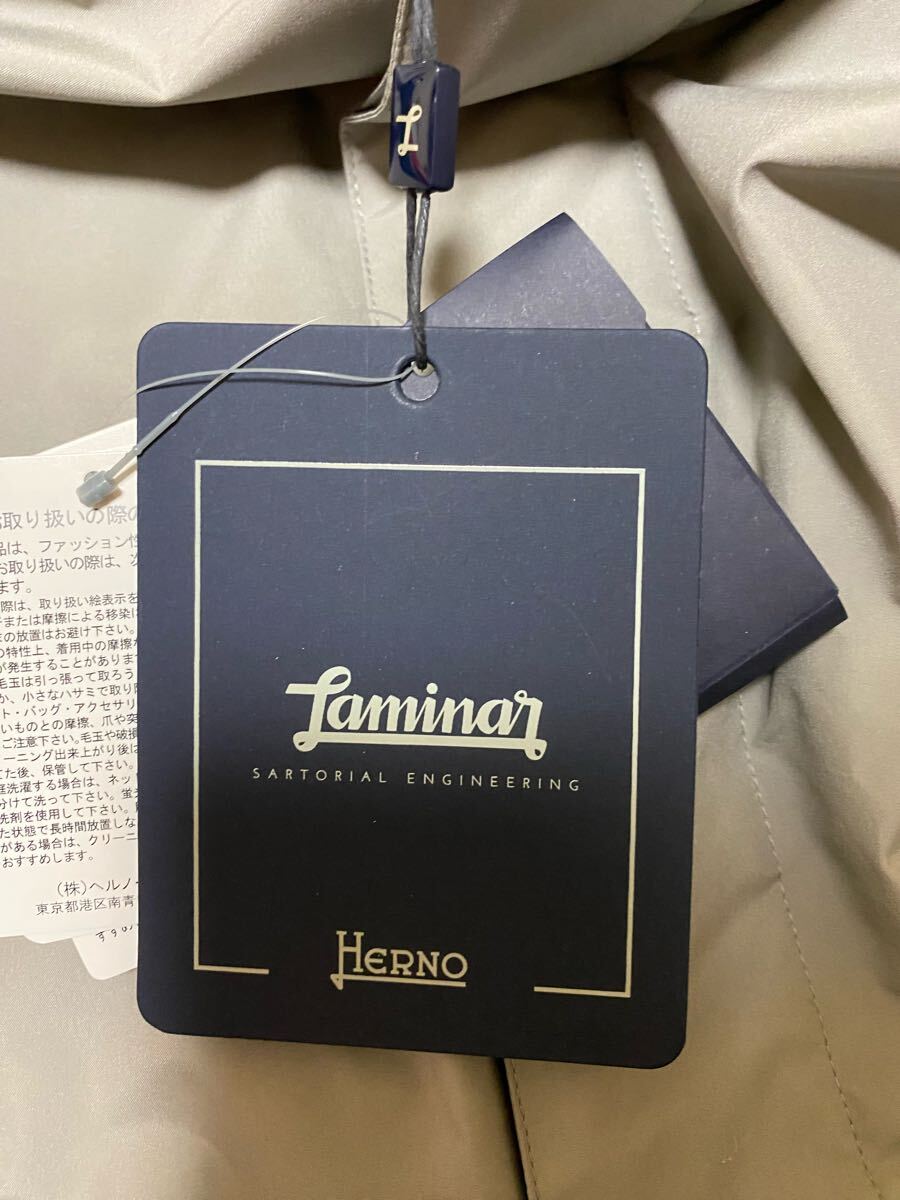 L
お取り扱いの際の
品は、ファッション性
お取り扱いの際は、次
ます。
際は、取り扱い絵表示を
または摩擦による移染に
の放置はお避け下さい。
の特性上、着用中の摩擦
が発生することがありま
毛玉は引っ張って取ろう
か、小さなハサミで取り
ト・バッグ・アクセサリ
いものとの摩擦、爪や突
ご注意下さい。毛玉や破損
ーニング出来上がり後は
てた後、保管して下さい。
庭洗濯する場合は、ネッ
分けて洗って下さい。蛍
洗剤を使用して下さい。
た状態で長時間放置しな
がある場合は、クリーニ
おすすめします。
(株)ヘルノ
東京都港区南青
Laminar
SARTORIAL ENGINEERING
HERNO